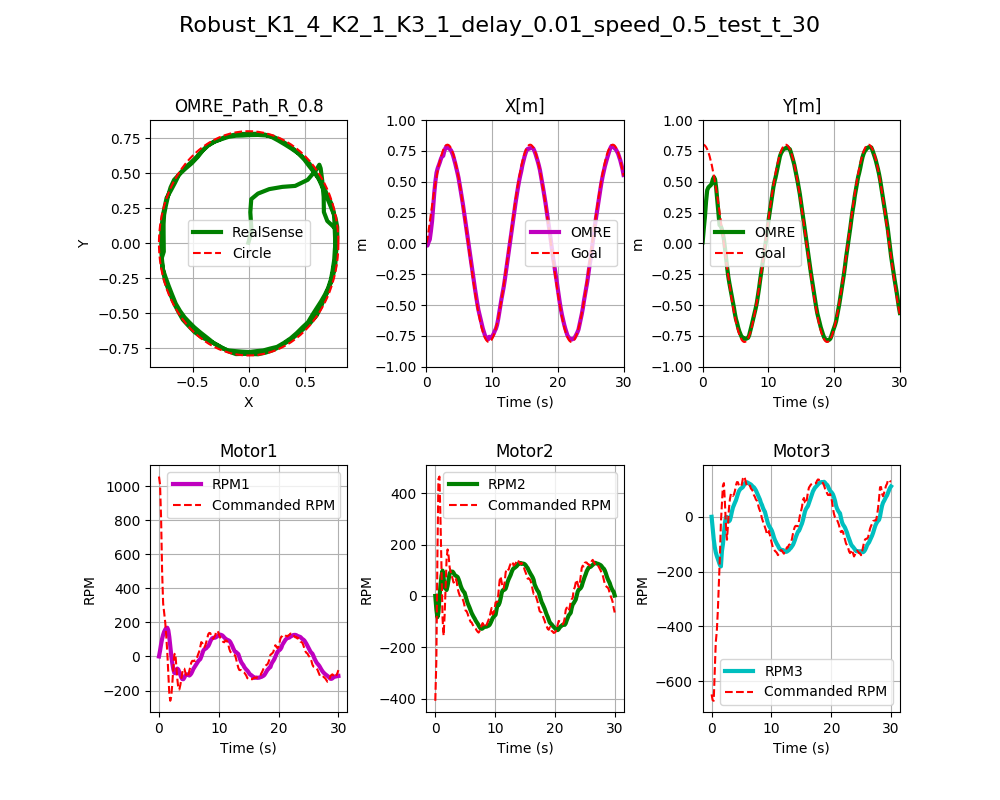 Robust_K1_4_K2_1_K3_1_delay_0.01_speed_0.5_test_t_30
OMRE_Path_R_0.8
0.75
0.50
0.25
0.00
−0.25
−0.50
−0.75
Y
RealSense
Circle
−0.5
0.0
0.5
X
X[m]
1.00
0.75
0.50
0.25
0.00
−0.25
−0.50
−0.75
−1.00
m
OMRE
Goal
0
10
20
30
Time (s)
Y[m]
1.00
0.75
0.50
0.25
0.00
−0.25
−0.50
−0.75
−1.00
m
OMRE
Goal
0
10
20
30
Time (s)
Motor1
1000
800
600
400
200
0
−200
RPM
RPM1
Commanded RPM
0
10
20
30
Time (s)
Motor2
400
200
0
−200
−400
RPM
RPM2
Commanded RPM
0
10
20
30
Time (s)
Motor3
0
−200
−400
−600
RPM
RPM3
Commanded RPM
0
10
20
30
Time (s)